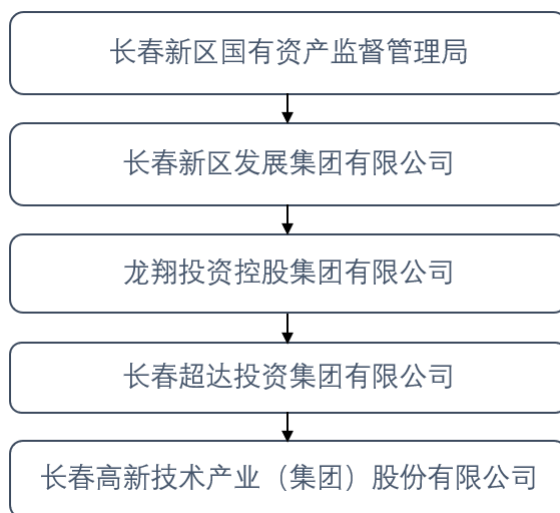 长春新区国有资产监督管理局
长春新区发展集团有限公司
龙翔投资控股集团有限公司
长春超达投资集团有限公司
长春高新技术产业（集团）股份有限公司